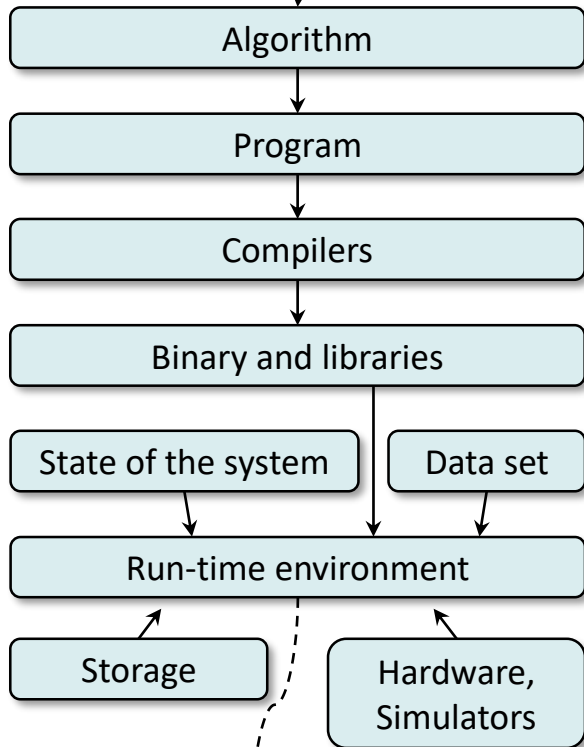 Algorithm
Program
Compilers
Binary and libraries
State of the system
Data set
Run-time environment
Storage
Hardware,
Simulators